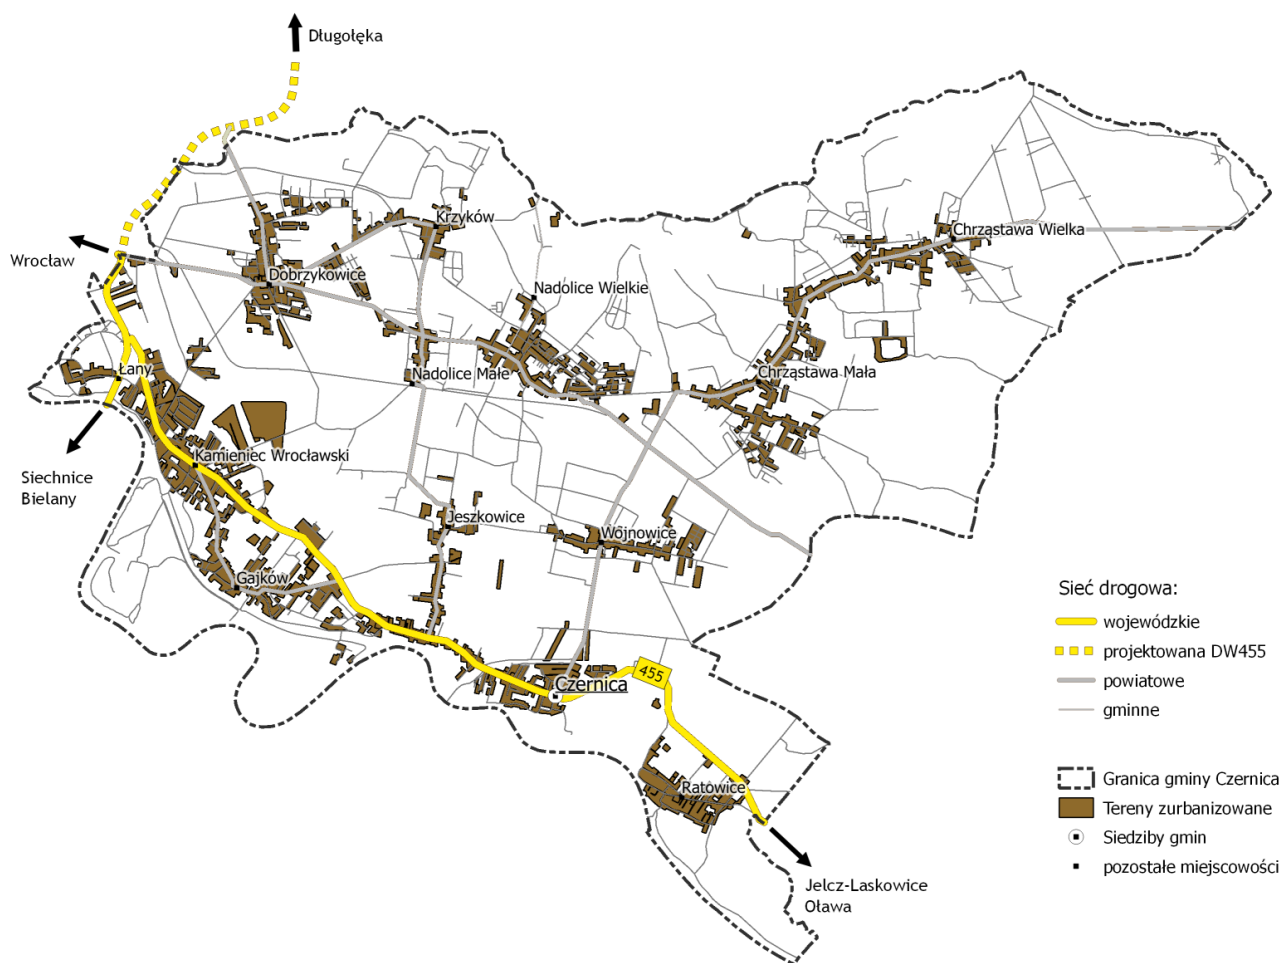 Długołęka
Krzyków
Chrząstawa Wielka
Wrocław
Dobrzykowice
Nadolice Wielkie
Łany
Nadolice Małe
Chrząstawa Mała
Kamieniec Wrocławski
Siechnice
Bielany
Jeszkowice
Wojnowice
Gajków
Czernica
455
Ratowice
Jelcz-Laskowice
Oława
Sieć drogowa:
wojewódzkie
projektowana DW455
powiatowe
gminne
Granica gminy Czernica
Tereny zurbanizowane
Siedziby gmin
pozostałe miejscowości